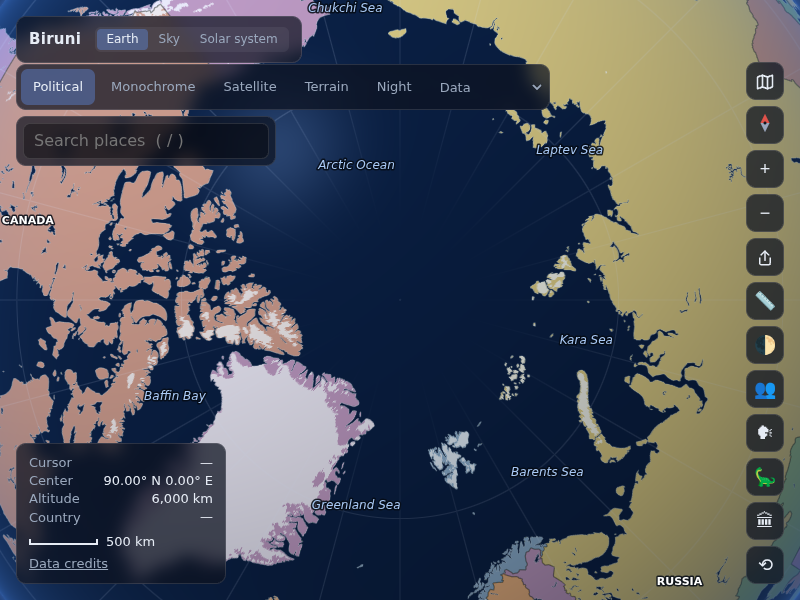 Chukchi Sea
Biruni
Earth
Sky
Solar system
Political
Monochrome
Satellite
Terrain
Night
Data
Search places ( / )
Arctic Ocean
Laptev Sea
CANADA
Kara Sea
Baffin Bay
Barents Sea
Greenland Sea
RUSSIA
Cursor —
Center 90.00° N 0.00° E
Altitude 6,000 km
Country —
500 km
Data credits